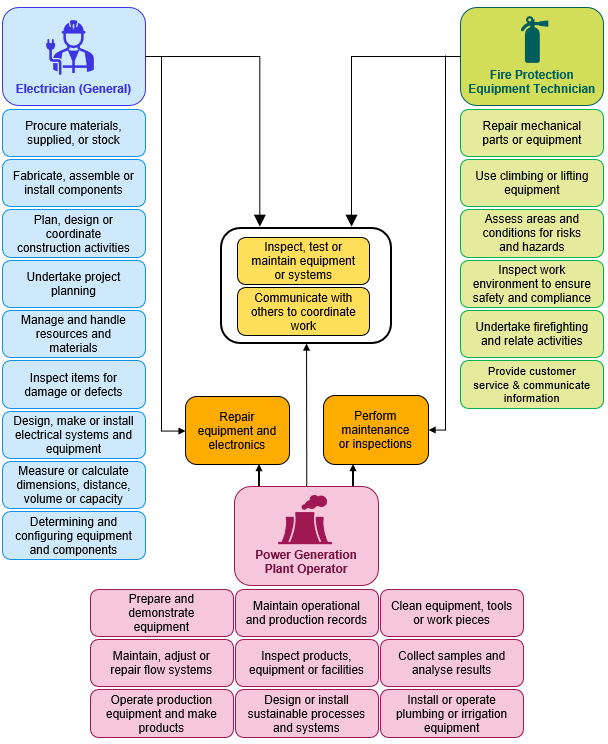 Electrician (General)
Procure materials,
supplied, or stock
Fabricate, assemble or
install components
Plan, design or
coordinate
construction activities
Undertake project
planning
Manage and handle
resources and
materials
Inspect items for
damage or defects
Design, make or install
electrical systems and
equipment
Measure or calculate
dimensions, distance,
volume or capacity
Determining and
configuring equipment
and components
Inspect, test or
maintain equipment
or systems
Communicate with
others to coordinate
work
Repair
equipment and
electronics
Perform
maintenance
or inspections
Fire Protection
Equipment Technician
Repair mechanical
parts or equipment
Use climbing or lifting
equipment
Assess areas and
conditions for risks
and hazards
Inspect work
environment to ensure
safety and compliance
Undertake firefighting
and relate activities
Provide customer
service & communicate
information
Power Generation
Plant Operator
Prepare and
demonstrate
equipment
Maintain operational
and production records
Clean equipment, tools
or work pieces
Maintain, adjust or
repair flow systems
Inspect products,
equipment or facilities
Collect samples and
analyse results
Operate production
equipment and make
products
Design or install
sustainable processes
and systems
Install or operate
plumbing or irrigation
equipment